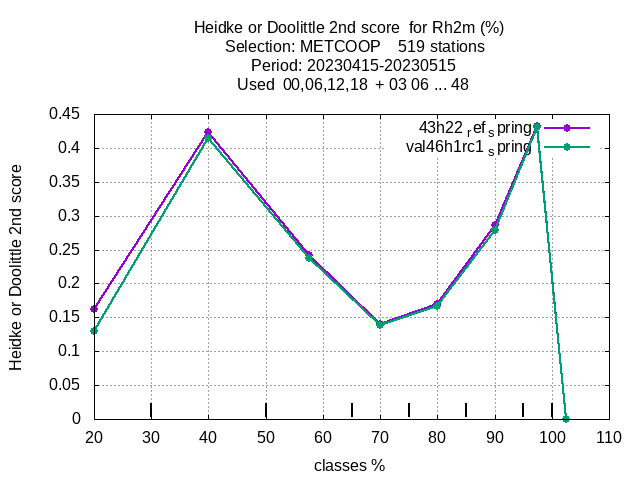 Heidke or Doolittle 2nd score for Rh2m (%)
Selection: METCOOP 519 stations
Period: 20230415-20230515
Used 00,06,12,18 + 03 06 ... 48
0.45
0.4
0.35
0.3
0.25
0.2
0.15
0.1
0.05
0
Heidke or Doolittle 2nd score
43h22 ref spring
val46h1rc1 spring
20 30 40 50 60 70 80 90 100 110
classes %